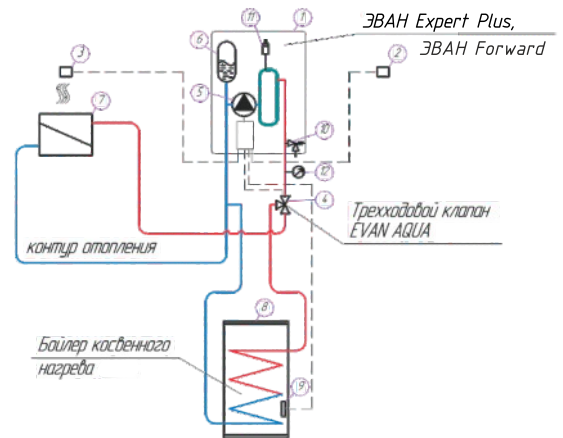 11
1
ЭВАН Expert Plus,
ЭВАН Forward
6
3
2
5
7
10
12
4
Трехходовой клапан
EVAN AQUA
контур отопления
8
Бойлер косвенного
нагрева
9